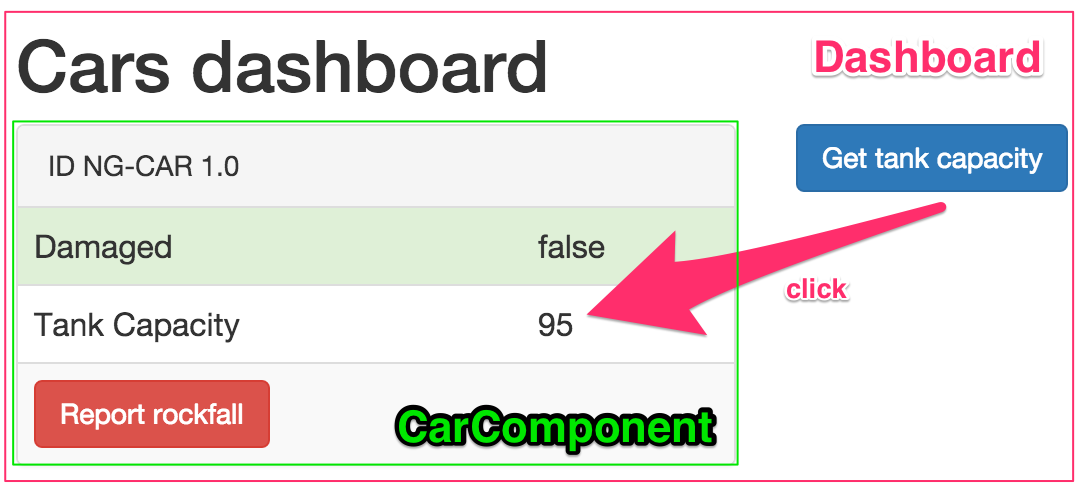 Cars dashboard
Dashboard
ID NG-CAR 1.0
Get tank capacity
Damaged false
click
Tank Capacity 95
Report rockfall
CarComponent